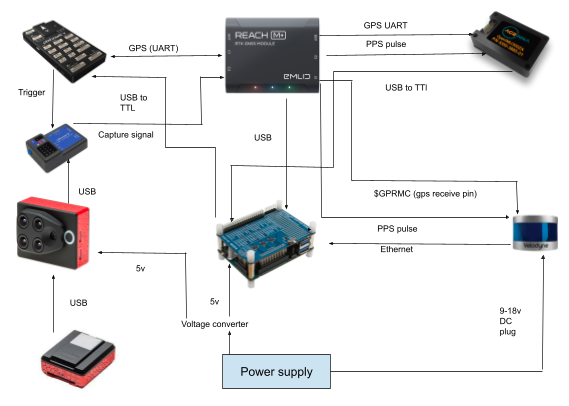 GPS UART
REACH M+
RTK GNSS MODULE
GPS (UART)
PPS pulse
EMLID
USB to TTl
Trigger
USB to
TTL
Capture signal
USB
USB
$GPRMC (gps receive pin)
PPS pulse
Velodyne
Ethernet
5v
5v
USB
Voltage converter
9-18v
DC
plug
Power supply